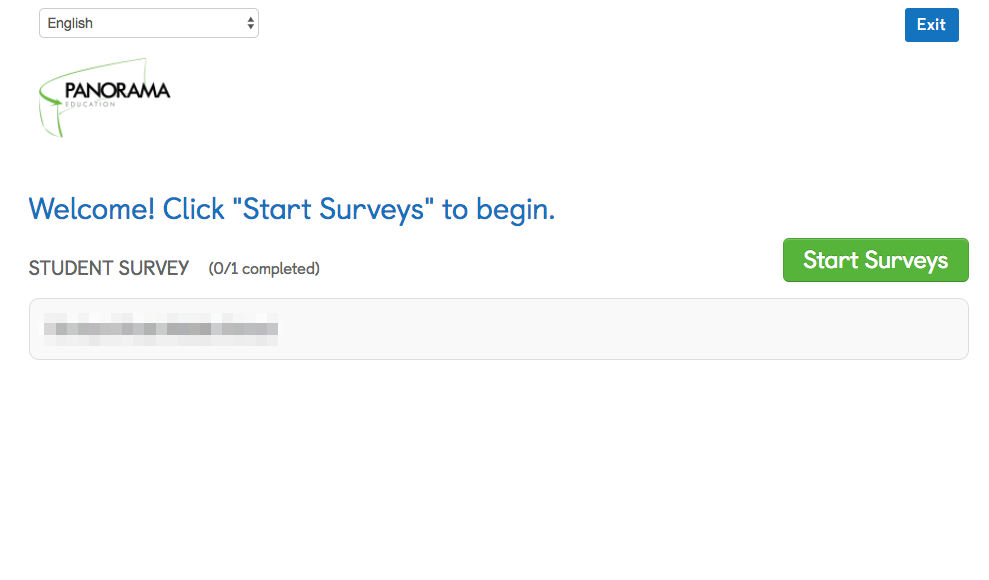 English
Exit
PANORAMA
EDUCATION
Welcome! Click "Start Surveys" to begin.
STUDENT SURVEY (0/1 completed)
Start Surveys